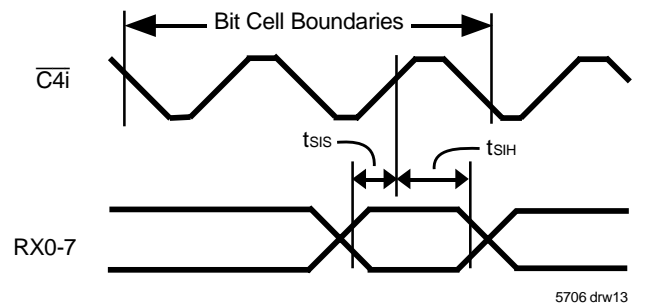 Bit Cell Boundaries
C4i
tSIS
tSIH
RX0-7
5706 drw13